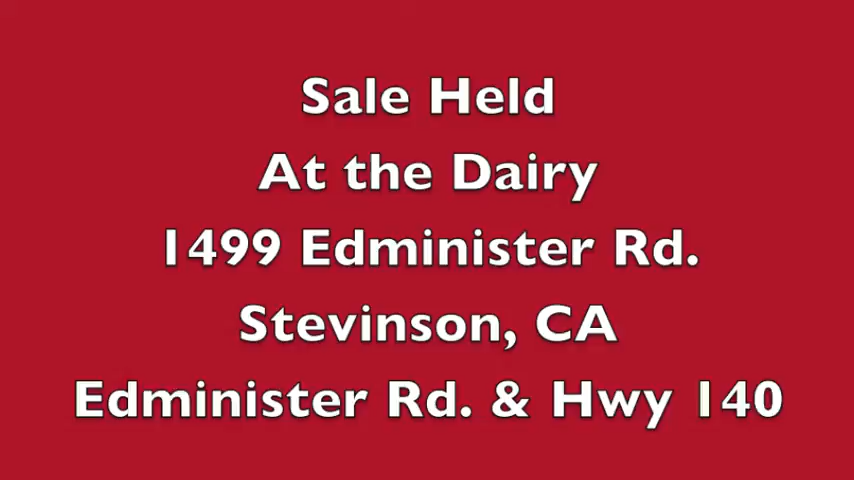 Sale Held
At the Dairy
1499 Edminister Rd.
Stevinson, CA
Edminister Rd. & Hwy 140